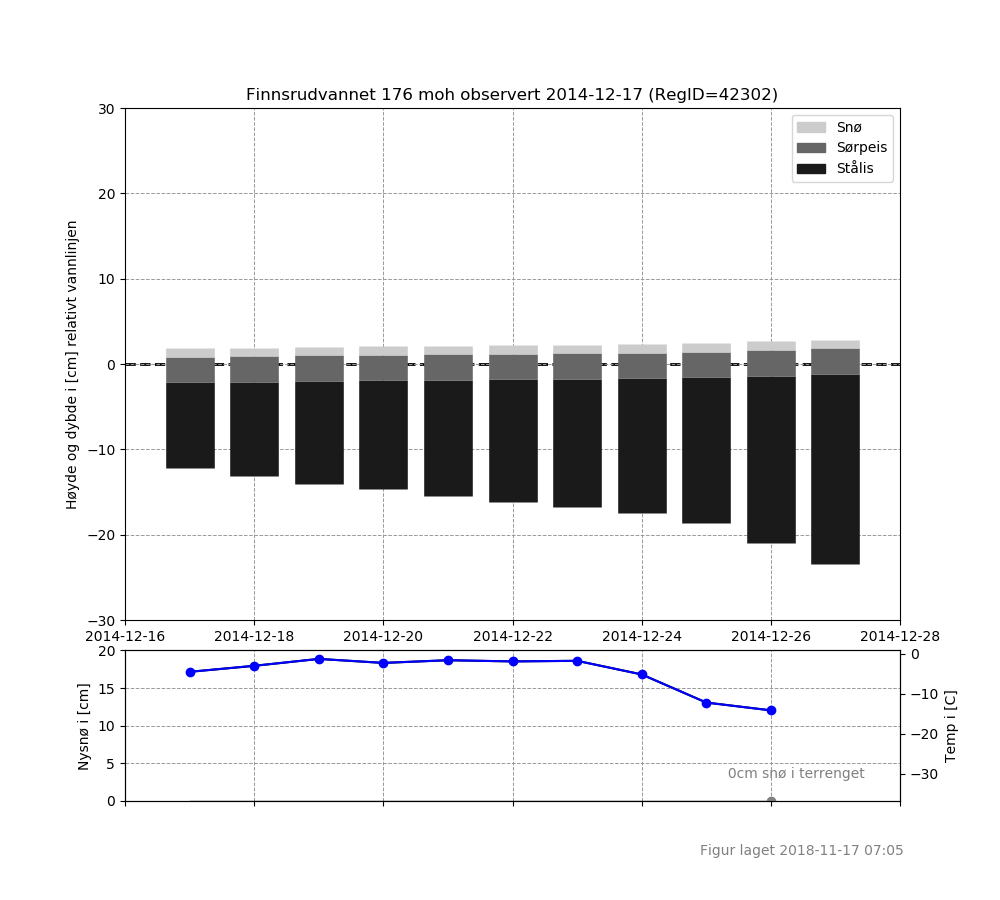 Finnsrudvannet 176 moh observert 2014-12-17 (RegID=42302)
Snø
Sørpeis
Stålis
Høyde og dybde i [cm] relativt vannlinjen
30
20
10
0
−10
−20
−30
2014-12-16 2014-12-18 2014-12-20 2014-12-22 2014-12-24 2014-12-26 2014-12-28
Nysnø i [cm]
20
15
10
5
0
0
−10
−20
−30
Temp i [C]
0cm snø i terrenget
Figur laget 2018-11-17 07:05